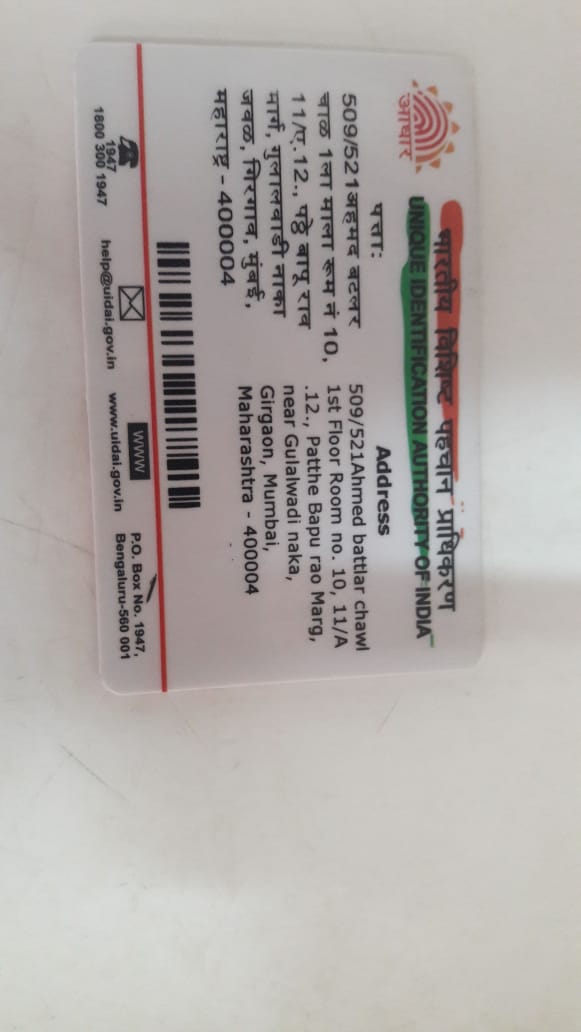 भारतीय विशिष्ट पहचान प्राधिकरण
UNIQUE IDENTIFICATION AUTHORITY OF INDIA
आधार
पत्ता:
509/521अहमद बटलर
चाळ 1ला माला रूम नं 10,
11/ए.12., पठ्ठे बापू राव
मार्ग, गुलालवाडी नाका
जवळ, गिरगाव, मुंबई,
महाराष्ट्र - 400004
Address
509/521Ahmed battlar chawl
1st Floor Room no. 10, 11/A
.12., Patthe Bapu rao Marg,
near Gulalwadi naka,
Girgaon, Mumbai,
Maharashtra - 400004
1947
1800 300 1947
help@uidai.gov.in
www
www.uidai.gov.in
P.O. Box No. 1947,
Bengaluru-560 001